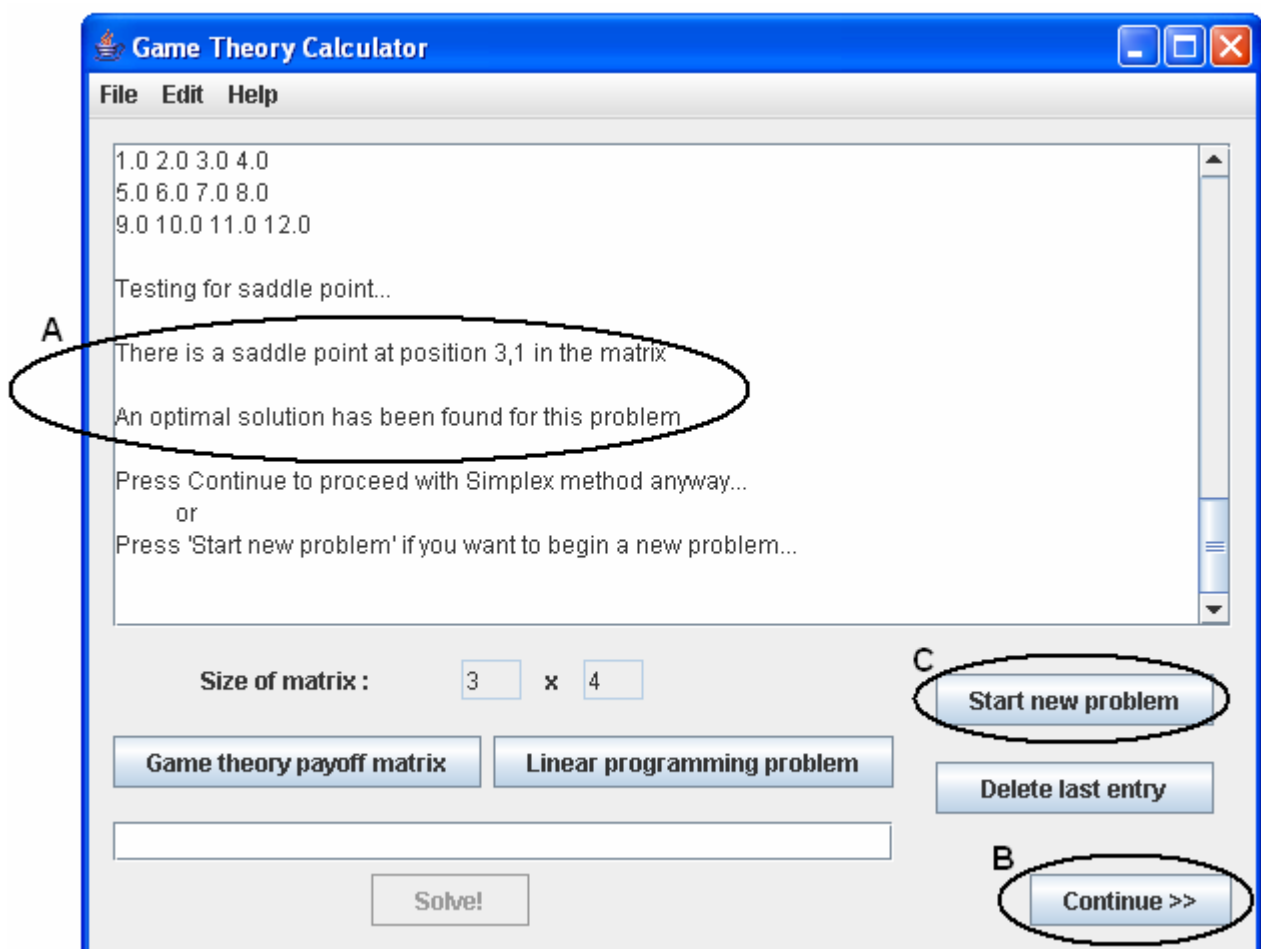 Game Theory Calculator
File Edit Help
1.0 2.0 3.0 4.0
5.0 6.0 7.0 8.0
9.0 10.0 11.0 12.0
Testing for saddle point...
A
There is a saddle point at position 3,1 in the matrix
An optimal solution has been found for this problem
Press Continue to proceed with Simplex method anyway...
or
Press 'Start new problem' if you want to begin a new problem...
Size of matrix : 3 x 4
C
Start new problem
Game theory payoff matrix Linear programming problem
Delete last entry
B
Solve! Continue >>